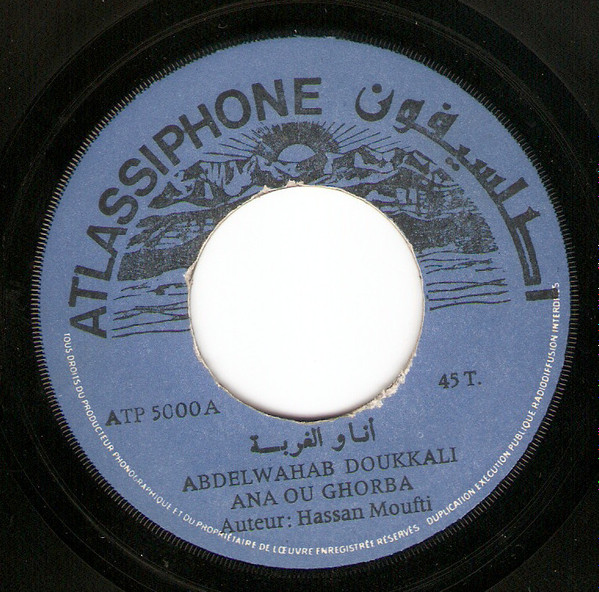 ATLASSIPHONE اطلسيفون
ATP 5000 A
45 T.
أنا و الغربة
ABDELWAHAB DOUKKALI
ANA OU GHORBA
Auteur: Hassan Moufti
TOUS DROITS DU PRODUCTEUR PHONOGRAPHIQUE ET DU PROPRIÉTAIRE DE L'ŒUVRE ENREGISTRÉE RÉSERVÉS. DUPLICATION EXÉCUTION PUBLIQUE RADIODIFFUSION INTERDITES